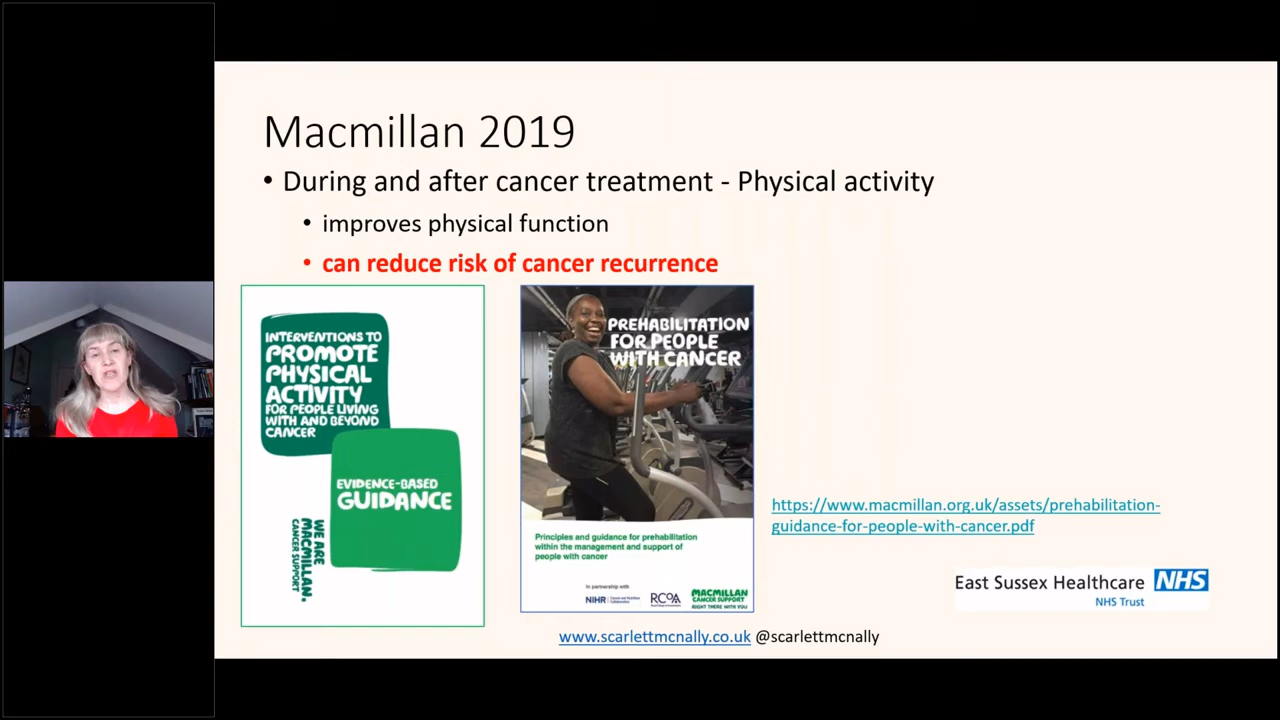 Macmillan 2019
• During and after cancer treatment - Physical activity
• improves physical function
• can reduce risk of cancer recurrence
INTERVENTIONS TO
PROMOTE
PHYSICAL
ACTIVITY
FOR PEOPLE LIVING
WITH AND BEYOND
CANCER
EVIDENCE-BASED
GUIDANCE
WE ARE
MACMILLAN.
CANCER SUPPORT
PREHABILITATION
FOR PEOPLE
WITH CANCER
Principles and guidance for prehabilitation
within the management and support of
people with cancer
In partnership with
NIHR
RCOA
MACMILLAN
CANCER SUPPORT
RIGHT THERE WITH YOU
https://www.macmillan.org.uk/assets/prehabilitation-
guidance-for-people-with-cancer.pdf
East Sussex Healthcare NHS
NHS Trust
www.scarlettmcnally.co.uk @scarlettmcnally